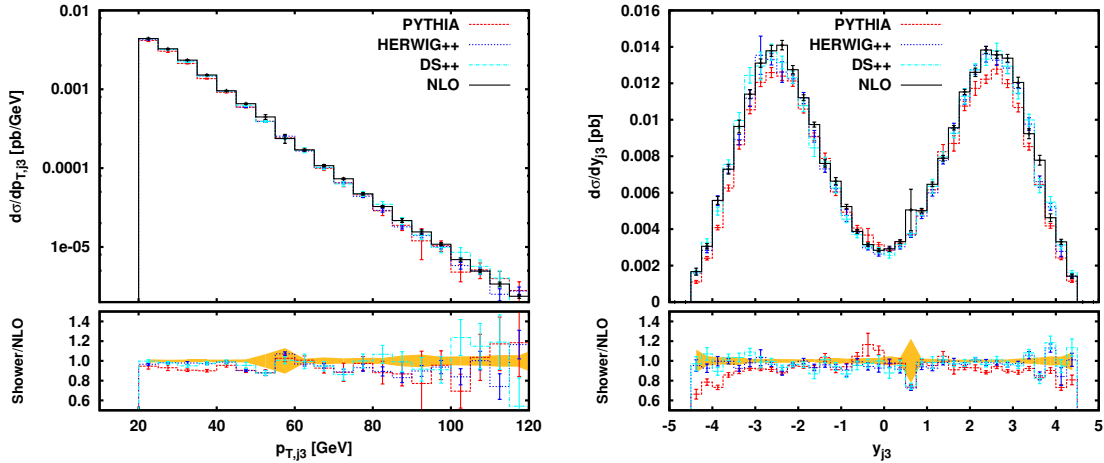 0.01
0.001
0.0001
1e-05
dσ/dp_T,j3 [pb/GeV]
PYTHIA
HERWIG++
DS++
NLO
1.4
1.2
1.0
0.8
0.6
Shower/NLO
0 20 40 60 80 100 120
p_T,j3 [GeV]
0.016
0.014
0.012
0.01
0.008
0.006
0.004
0.002
0
dσ/dy_j3 [pb]
PYTHIA
HERWIG++
DS++
NLO
1.4
1.2
1.0
0.8
0.6
Shower/NLO
-5 -4 -3 -2 -1 0 1 2 3 4 5
y_j3